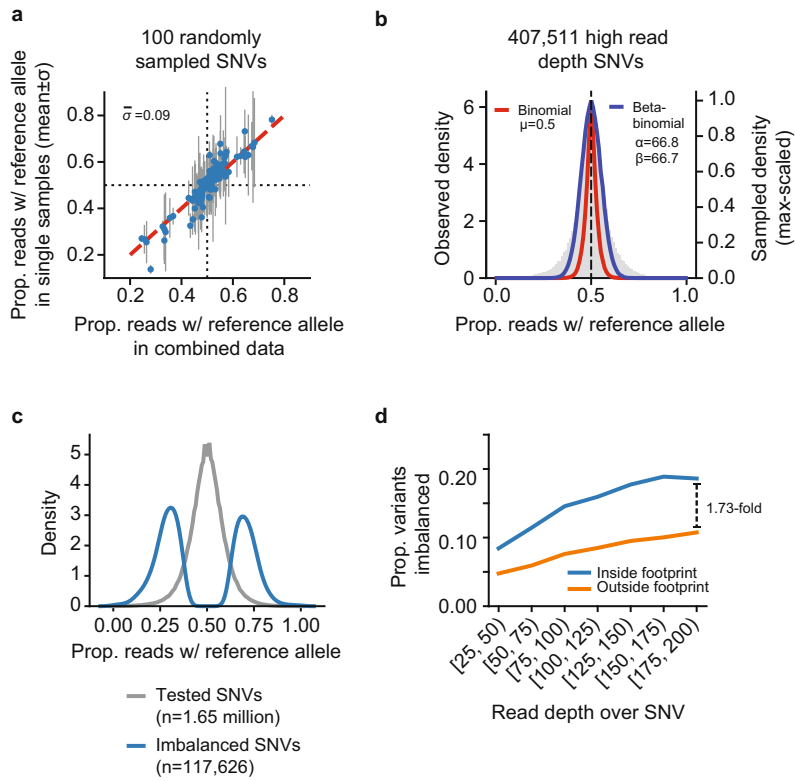 a
100 randomly
sampled SNVs
Prop. reads w/ reference allele
in single samples (mean±σ)
σ̄ =0.09
0.8
0.6
0.4
0.2
0.2 0.4 0.6 0.8
Prop. reads w/ reference allele
in combined data
b
407,511 high read
depth SNVs
Observed density
6
4
2
0
Binomial
μ=0.5
Beta-
binomial
α=66.8
β=66.7
1.0
0.8
0.6
0.4
0.2
0.0
Sampled density
(max-scaled)
0.0 0.5 1.0
Prop. reads w/ reference allele
c
Density
5
4
3
2
1
0
0.00 0.25 0.50 0.75 1.00
Prop. reads w/ reference allele
Tested SNVs
(n=1.65 million)
Imbalanced SNVs
(n=117,626)
d
Prop. variants
imbalanced
0.20
0.10
0.00
1.73-fold
Inside footprint
Outside footprint
[25, 50)
[50, 75)
[75, 100)
[100, 125)
[125, 150)
[150, 175)
[175, 200)
Read depth over SNV